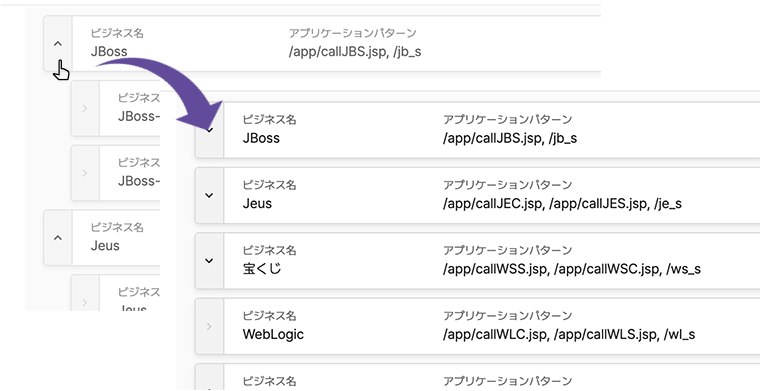 ビジネス名 アプリケーションパターン
JBoss /app/callJBS.jsp, /jb_s
ビジネス
JBoss-
ビジネス
JBoss-
ビジネス名
Jeus
ビジネス
Jeus
ビジネス名 アプリケーションパターン
JBoss /app/callJBS.jsp, /jb_s
ビジネス名 アプリケーションパターン
Jeus /app/callJEC.jsp, /app/callJES.jsp, /je_s
ビジネス名 アプリケーションパターン
宝くじ /app/callWSS.jsp, /app/callWSC.jsp, /ws_s
ビジネス名 アプリケーションパターン
WebLogic /app/callWLC.jsp, /app/callWLS.jsp, /wl_s
ビジネス名 アプリケーションパターン